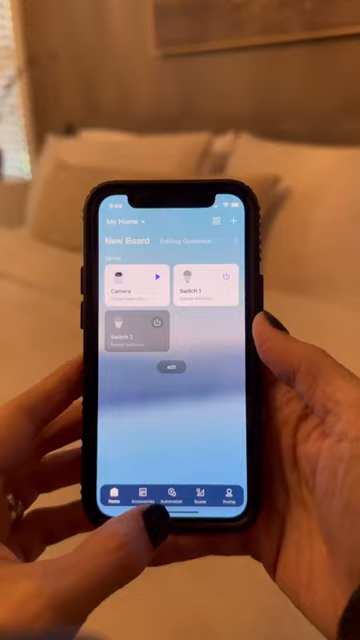 My Home
New Board Editing Guidance
Camera
Switch 1
Switch 2
edit
Home Accessories Automation Scene Profile